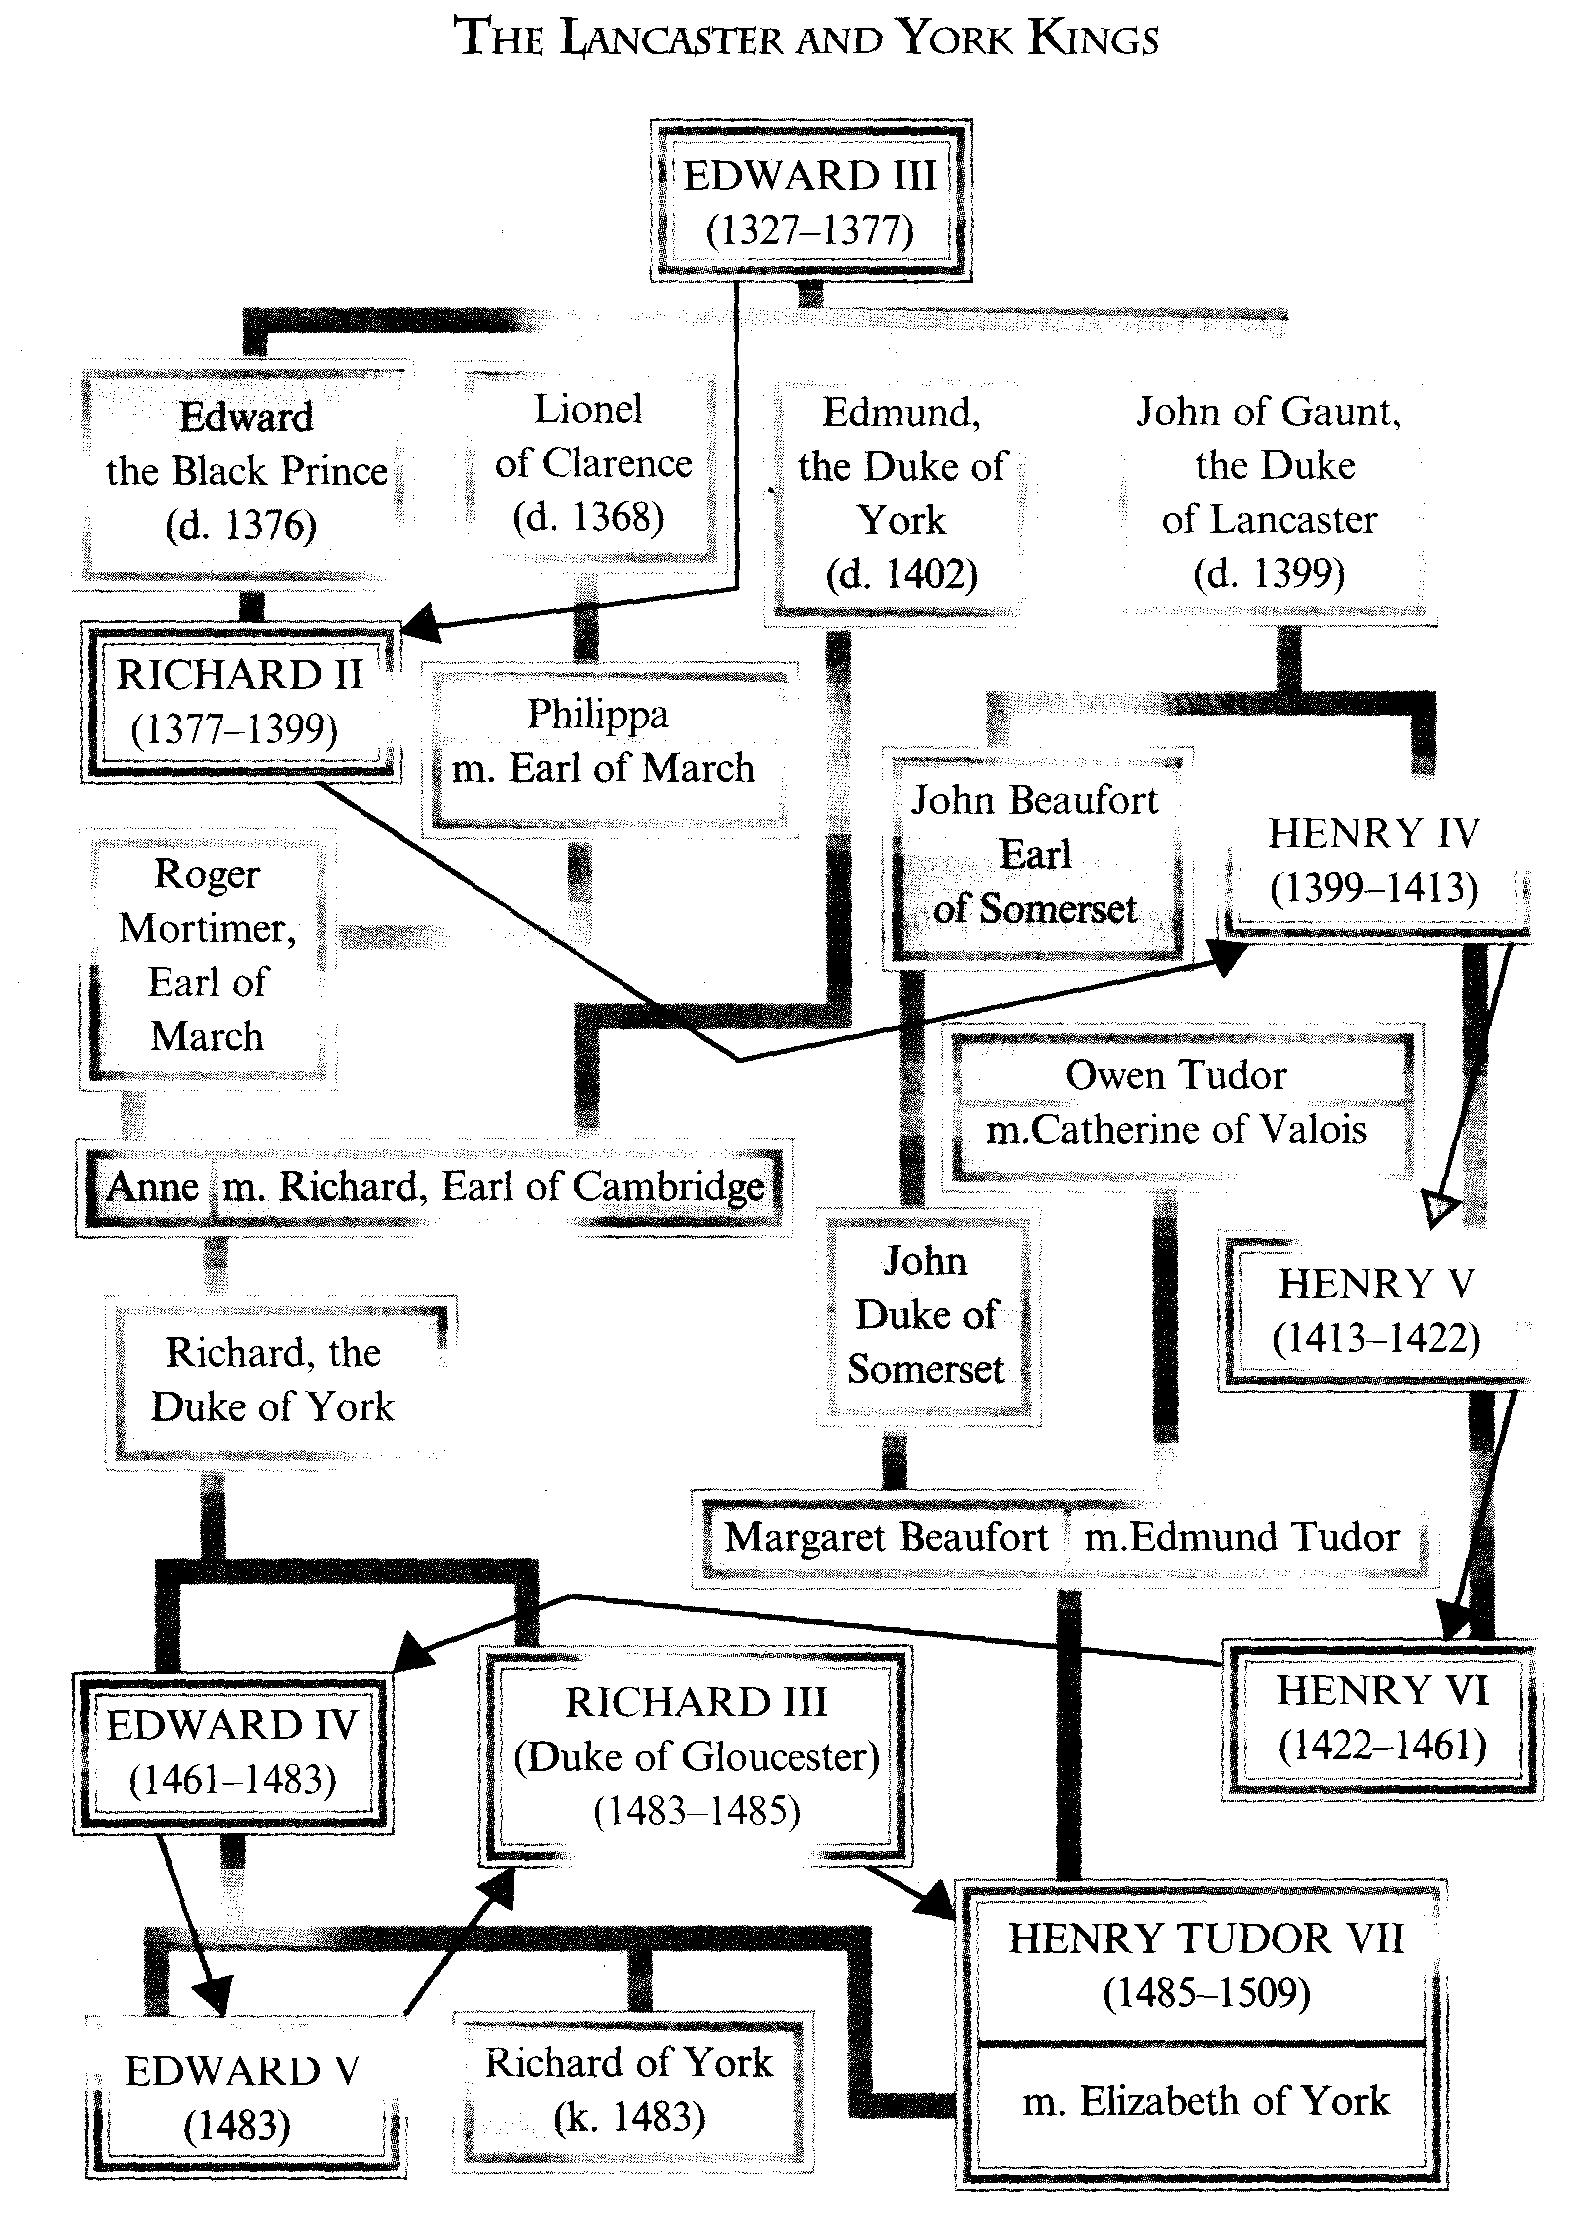 THE LANCASTER AND YORK KINGS
EDWARD III
(1327–1377)
Edward
the Black Prince
(d. 1376)
Lionel
of Clarence
(d. 1368)
Edmund,
the Duke of
York
(d. 1402)
John of Gaunt,
the Duke
of Lancaster
(d. 1399)
RICHARD II
(1377–1399)
Philippa
m. Earl of March
John Beaufort
Earl
of Somerset
HENRY IV
(1399–1413)
Roger
Mortimer,
Earl of
March
Owen Tudor
m.Catherine of Valois
Anne m. Richard, Earl of Cambridge
John
Duke of
Somerset
HENRY V
(1413–1422)
Richard, the
Duke of York
Margaret Beaufort m.Edmund Tudor
EDWARD IV
(1461–1483)
RICHARD III
(Duke of Gloucester)
(1483–1485)
HENRY VI
(1422–1461)
EDWARD V
(1483)
Richard of York
(k. 1483)
HENRY TUDOR VII
(1485–1509)
m. Elizabeth of York